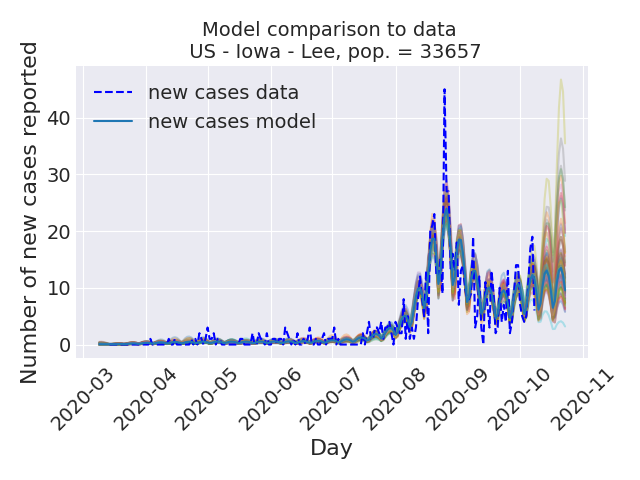 Model comparison to data
US - Iowa - Lee, pop. = 33657
Number of new cases reported
40
30
20
10
0
new cases data
new cases model
2020-03
2020-04
2020-05
2020-06
2020-07
2020-08
2020-09
2020-10
2020-11
Day